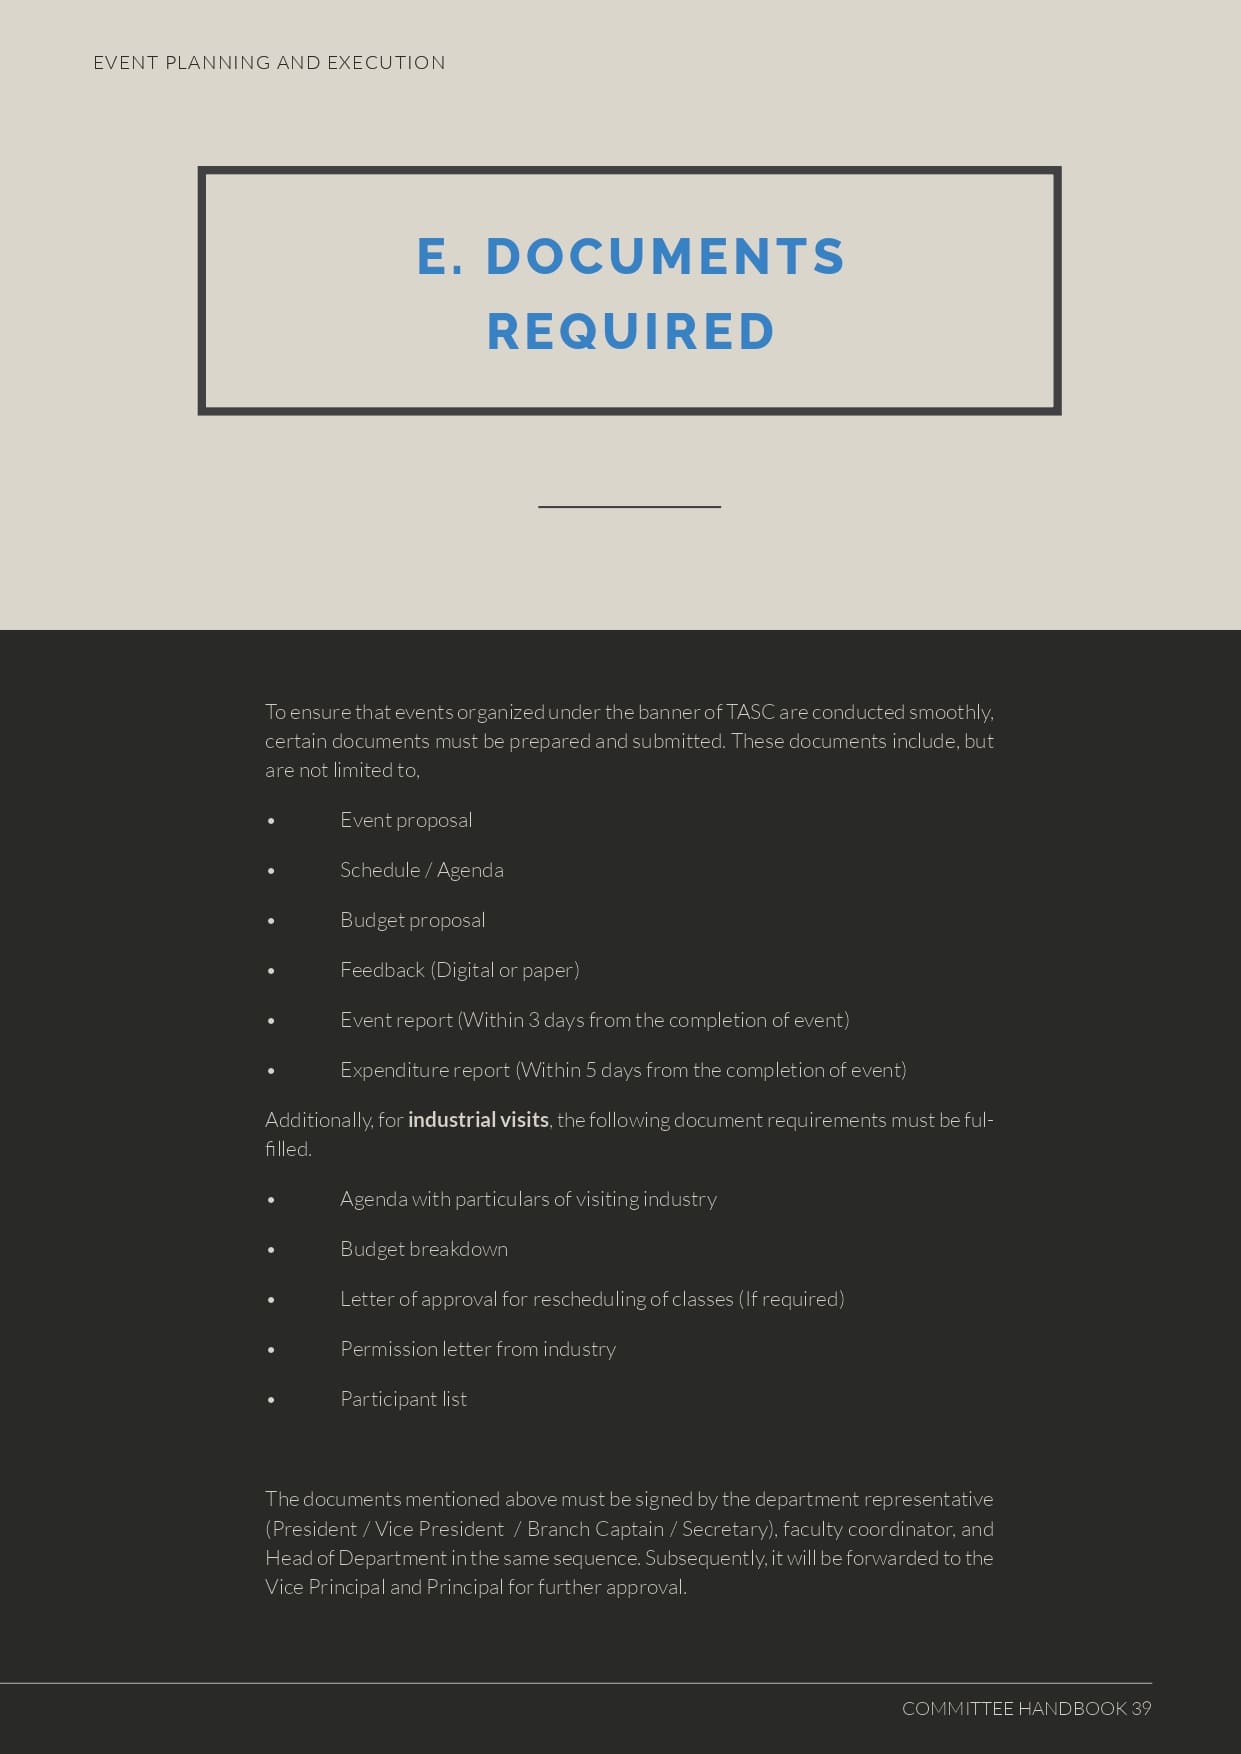 EVENT PLANNING AND EXECUTION
E. DOCUMENTS
REQUIRED
To ensure that events organized under the banner of TASC are conducted smoothly,
certain documents must be prepared and submitted. These documents include, but
are not limited to,
• Event proposal
• Schedule / Agenda
• Budget proposal
• Feedback (Digital or paper)
• Event report (Within 3 days from the completion of event)
• Expenditure report (Within 5 days from the completion of event)
Additionally, for industrial visits, the following document requirements must be ful-
filled.
• Agenda with particulars of visiting industry
• Budget breakdown
• Letter of approval for rescheduling of classes (If required)
• Permission letter from industry
• Participant list
The documents mentioned above must be signed by the department representative
(President / Vice President / Branch Captain / Secretary), faculty coordinator, and
Head of Department in the same sequence. Subsequently, it will be forwarded to the
Vice Principal and Principal for further approval.
COMMITTEE HANDBOOK 39